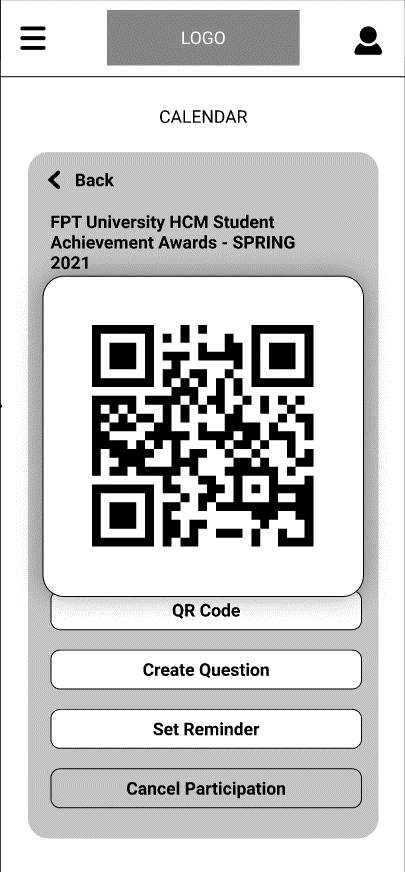 LOGO
CALENDAR
Back
FPT University HCM Student
Achievement Awards - SPRING
2021
QR Code
Create Question
Set Reminder
Cancel Participation